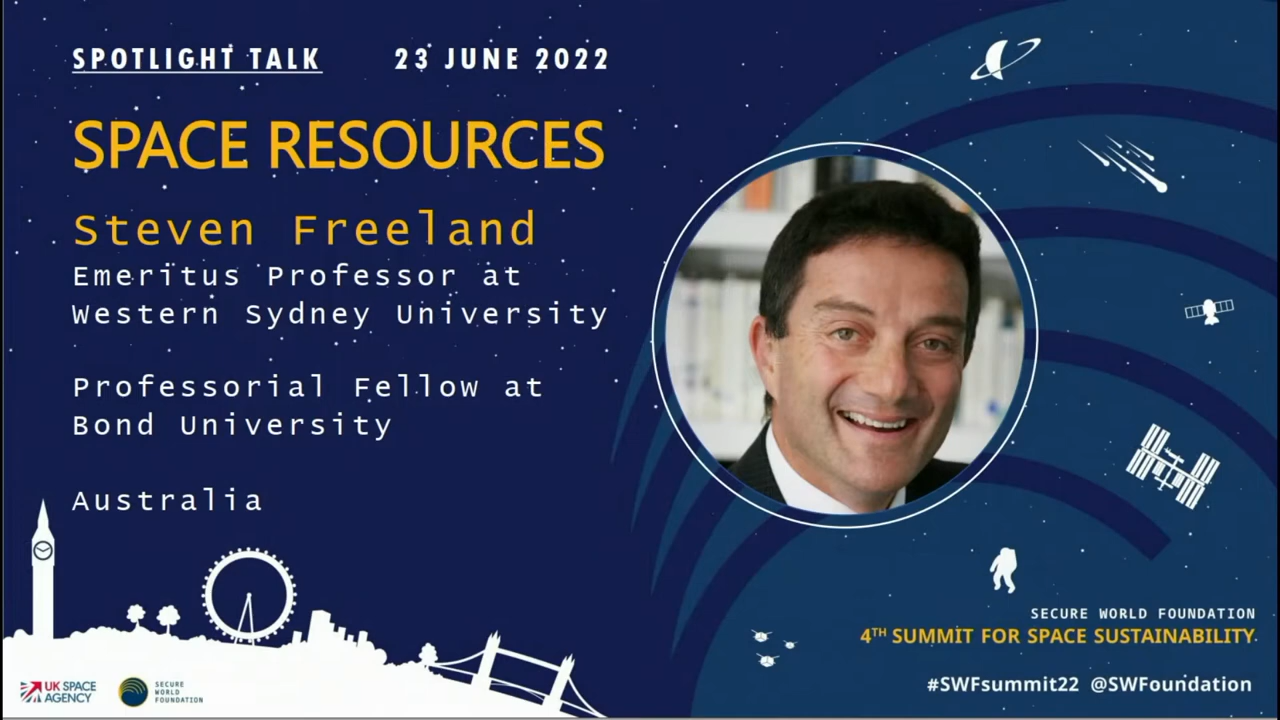 SPOTLIGHT TALK 23 JUNE 2022
SPACE RESOURCES
Steven Freeland
Emeritus Professor at
Western Sydney University
Professorial Fellow at
Bond University
Australia
SECURE WORLD FOUNDATION
4TH SUMMIT FOR SPACE SUSTAINABILITY
#SWFsummit22 @SWFoundation
UK SPACE
AGENCY
SECURE
WORLD
FOUNDATION